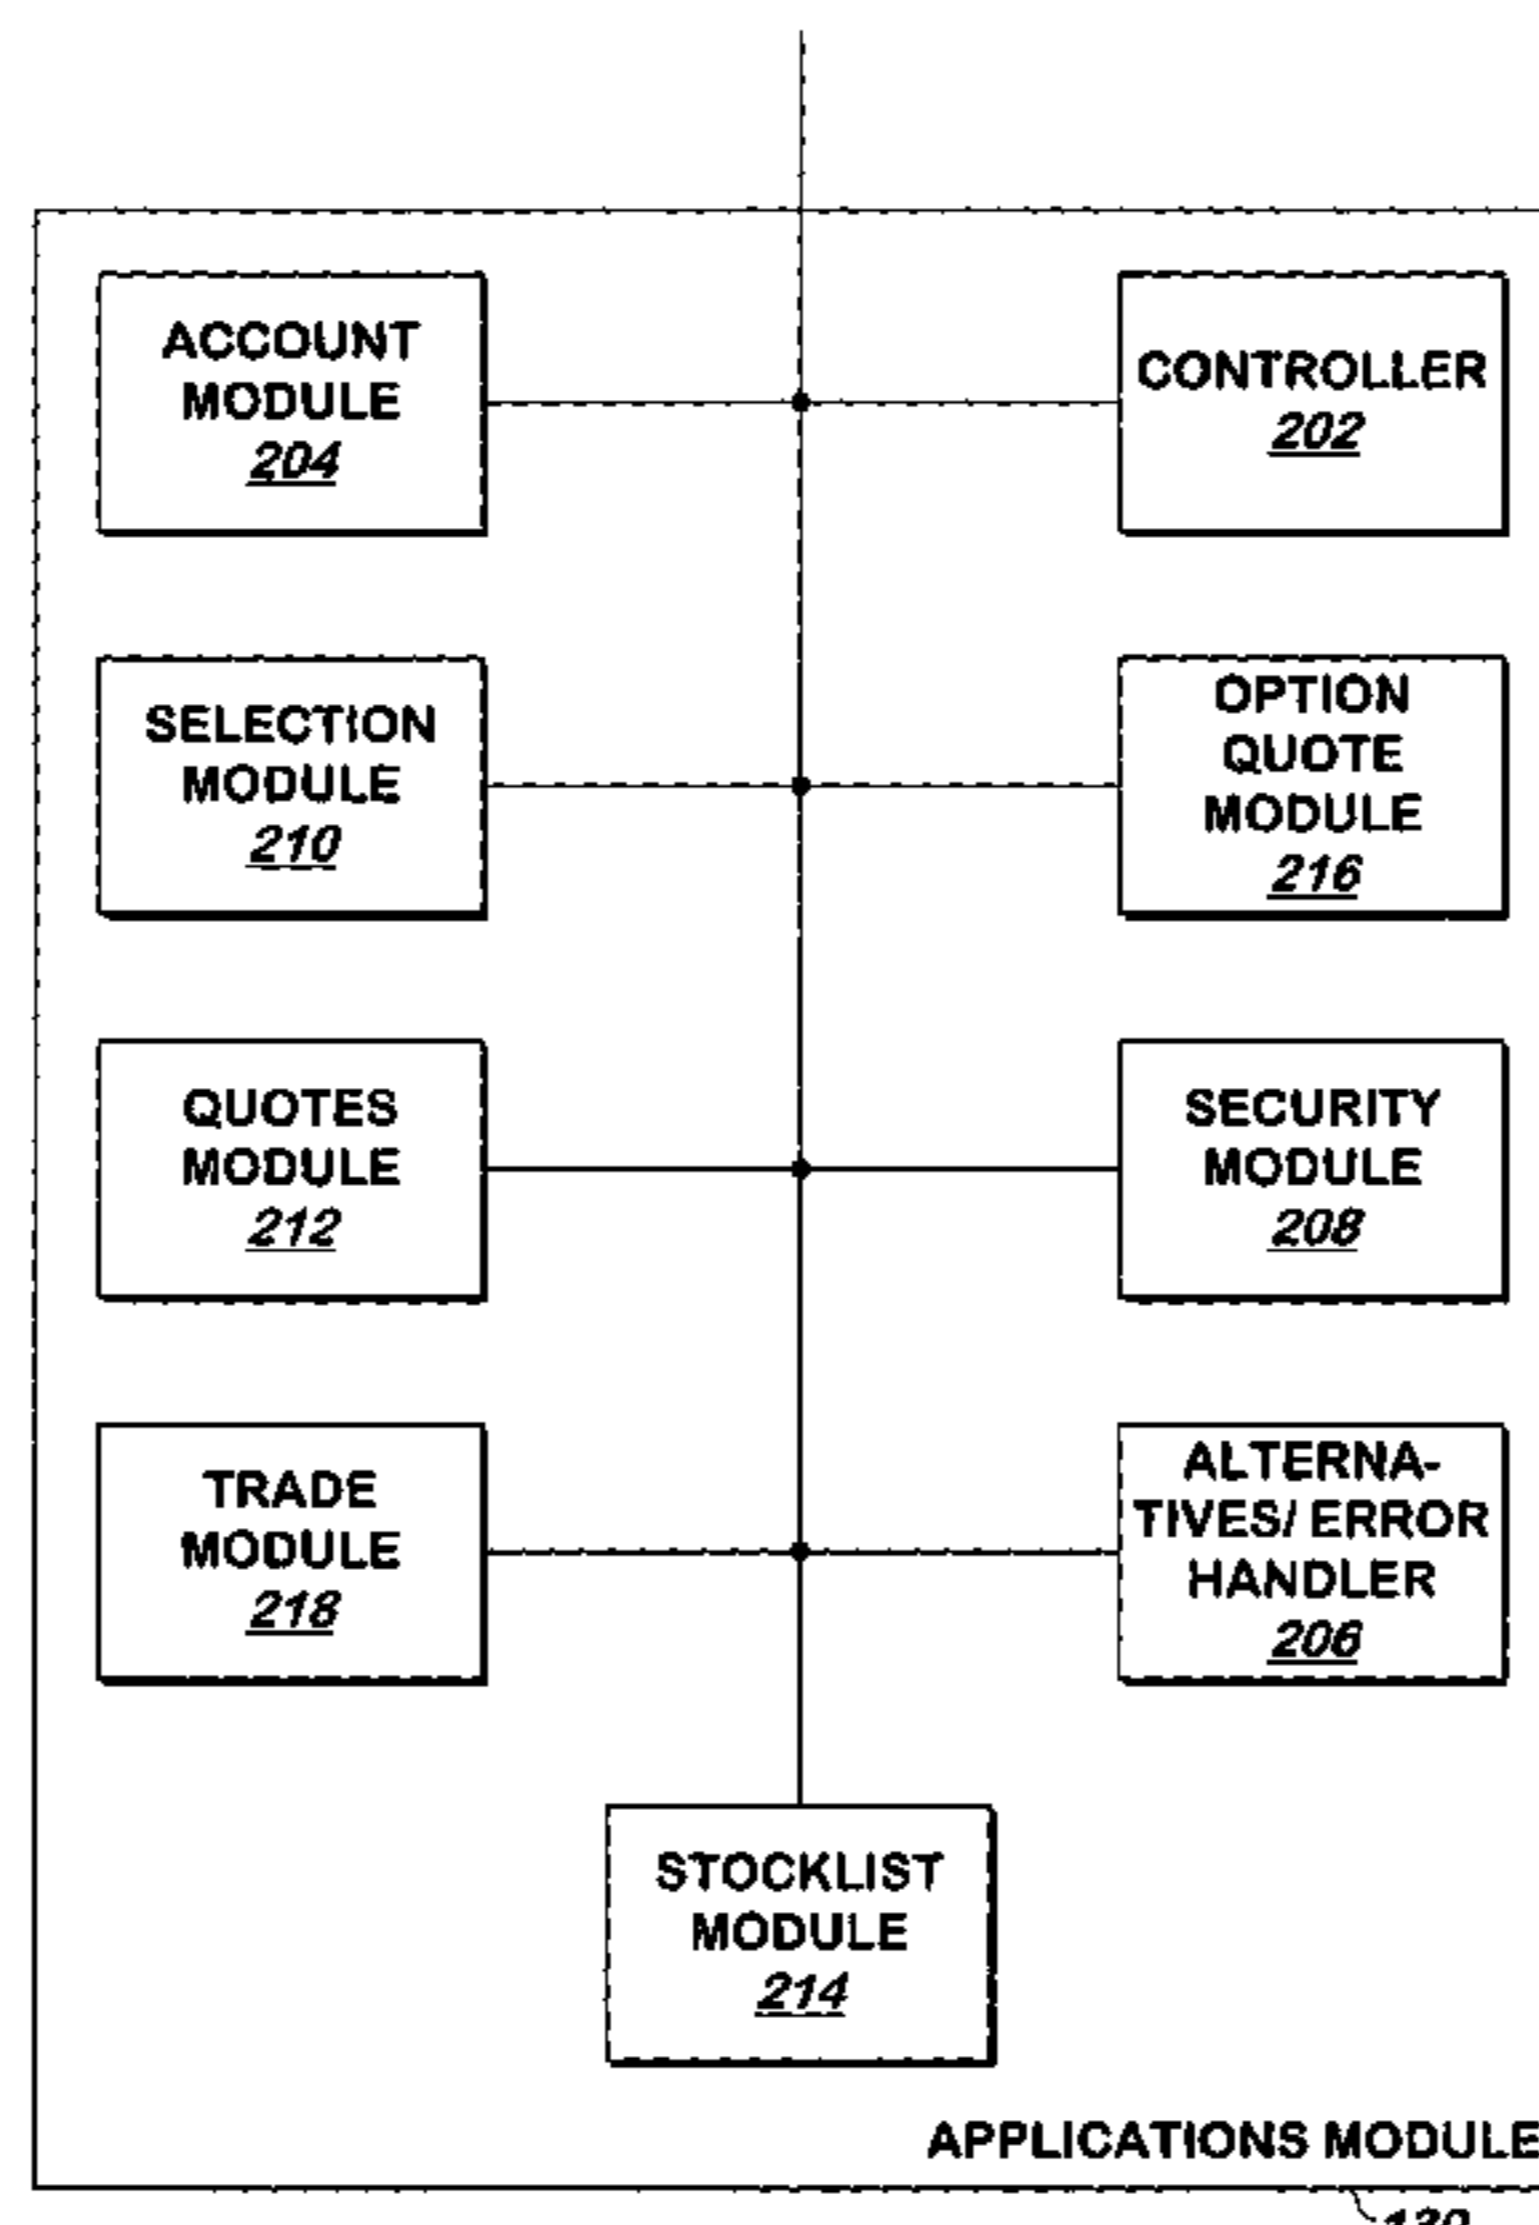 ACCOUNT
MODULE
204
CONTROLLER
202
SELECTION
MODULE
210
OPTION
QUOTE
MODULE
216
QUOTES
MODULE
212
SECURITY
MODULE
208
TRADE
MODULE
218
ALTERNA-
TIVES/ ERROR
HANDLER
206
STOCKLIST
MODULE
214
APPLICATIONS MODULE